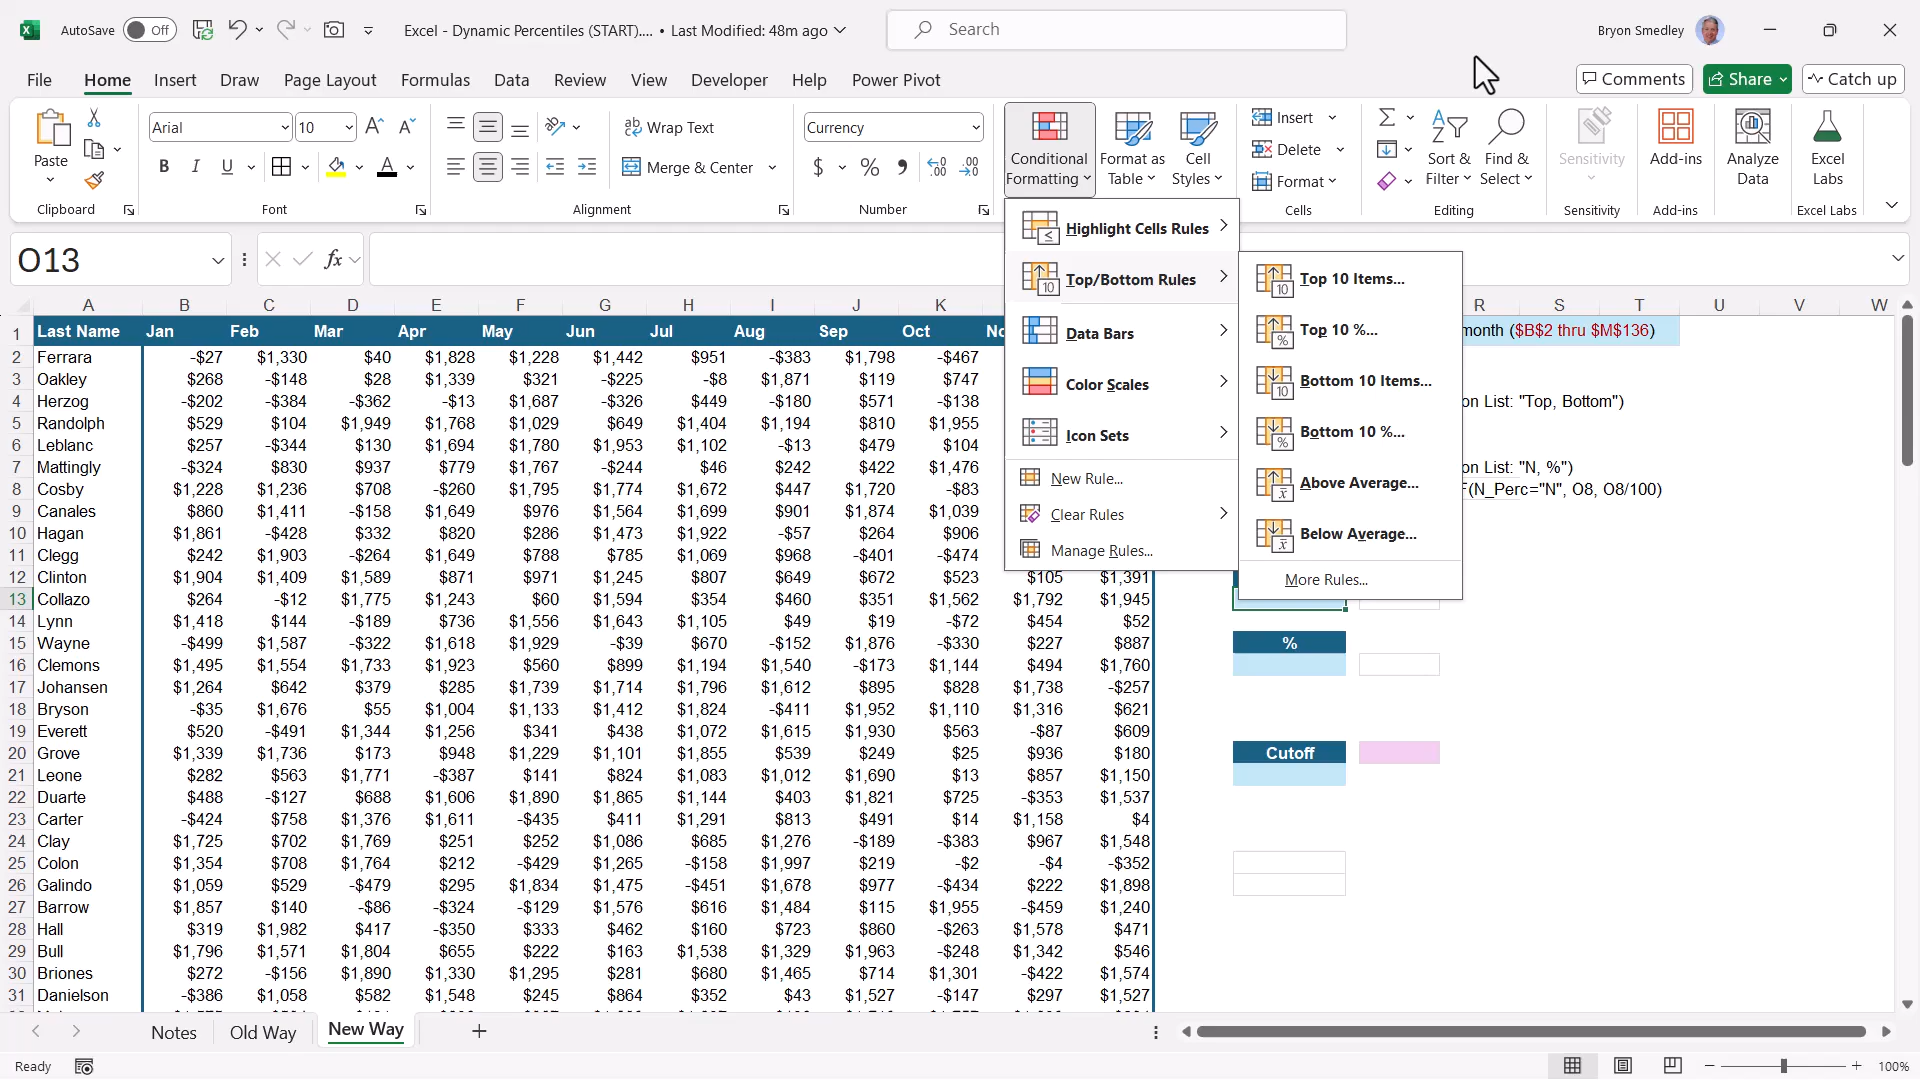 AutoSave Off Excel - Dynamic Percentiles (START).... • Last Modified: 48m ago Search Bryon Smedley
File Home Insert Draw Page Layout Formulas Data Review View Developer Help Power Pivot Comments Share Catch up
Paste Arial 10 Wrap Text Currency Conditional Formatting Format as Table Cell Styles Insert Sort & Filter Find & Select Sensitivity Add-ins Analyze Data Excel Labs
B I U Merge & Center $ % Delete
Format
Clipboard Font Alignment Number Cells Editing Sensitivity Add-ins Excel Labs
Highlight Cells Rules
Top/Bottom Rules
Data Bars
Color Scales
Icon Sets
New Rule...
Clear Rules
Manage Rules...
Top 10 Items...
Top 10 %...
Bottom 10 Items...
Bottom 10 %...
Above Average...
Below Average...
More Rules...
O13 fx
A B C D E F G H I J K R S T U V W
1 Last Name Jan Feb Mar Apr May Jun Jul Aug Sep Oct month ($B$2 thru $M$136)
2 Ferrara -$27 $1,330 $40 $1,828 $1,228 $1,442 $951 -$383 $1,798 -$467
3 Oakley $268 -$148 $28 $1,339 $321 -$225 -$8 $1,871 $119 $747
4 Herzog -$202 -$384 -$362 -$13 $1,687 -$326 $449 -$180 $571 -$138 on List: "Top, Bottom")
5 Randolph $529 $104 $1,949 $1,768 $1,029 $649 $1,404 $1,194 $810 $1,955
6 Leblanc $257 -$344 $130 $1,694 $1,780 $1,953 $1,102 -$13 $479 $104
7 Mattingly -$324 $830 $937 $779 $1,767 -$244 $46 $242 $422 $1,476 on List: "N, %")
8 Cosby $1,228 $1,236 $708 -$260 $1,795 $1,774 $1,672 $447 $1,720 -$83 F(N_Perc="N", O8, O8/100)
9 Canales $860 $1,411 -$158 $1,649 $976 $1,564 $1,699 $901 $1,874 $1,039
10 Hagan $1,861 -$428 $332 $820 $286 $1,473 $1,922 -$57 $264 $906
11 Clegg $242 $1,903 -$264 $1,649 $788 $785 $1,069 $968 -$401 -$474
12 Clinton $1,904 $1,409 $1,589 $871 $971 $1,245 $807 $649 $672 $523 $105 $1,391
13 Collazo $264 -$12 $1,775 $1,243 $60 $1,594 $354 $460 $351 $1,562 $1,792 $1,945
14 Lynn $1,418 $144 -$189 $736 $1,556 $1,643 $1,105 $49 $19 -$72 $454 $52
15 Wayne -$499 $1,587 -$322 $1,618 $1,929 -$39 $670 -$152 $1,876 -$330 $227 $887 %
16 Clemons $1,495 $1,554 $1,733 $1,923 $560 $899 $1,194 $1,540 -$173 $1,144 $494 $1,760
17 Johansen $1,264 $642 $379 $285 $1,739 $1,714 $1,796 $1,612 $895 $828 $1,738 -$257
18 Bryson -$35 $1,676 $55 $1,004 $1,133 $1,412 $1,824 -$411 $1,952 $1,110 $1,316 $621
19 Everett $520 -$491 $1,344 $1,256 $341 $438 $1,072 $1,615 $1,930 $563 -$87 $609
20 Grove $1,339 $1,736 $173 $948 $1,229 $1,101 $1,855 $539 $249 $25 $936 $180 Cutoff
21 Leone $282 $563 $1,771 -$387 $141 $824 $1,083 $1,012 $1,690 $13 $857 $1,150
22 Duarte $488 -$127 $688 $1,606 $1,890 $1,865 $1,144 $403 $1,821 $725 -$353 $1,537
23 Carter -$424 $758 $1,376 $1,611 -$435 $411 $1,291 $813 $491 $14 $1,158 $4
24 Clay $1,725 $702 $1,769 $251 $252 $1,086 $685 $1,276 -$189 -$383 $967 $1,548
25 Colon $1,354 $708 $1,764 $212 -$429 $1,265 -$158 $1,997 $219 -$2 -$4 -$352
26 Galindo $1,059 $529 -$479 $295 $1,834 $1,475 -$451 $1,678 $977 -$434 $222 $1,898
27 Barrow $1,857 $140 -$86 -$324 -$129 $1,576 $616 $1,484 $115 $1,955 -$459 $1,240
28 Hall $319 $1,982 $417 -$350 $333 $462 $160 $723 $860 -$263 $1,578 $471
29 Bull $1,796 $1,571 $1,804 $655 $222 $163 $1,538 $1,329 $1,963 -$248 $1,342 $546
30 Briones $272 -$156 $1,890 $1,330 $1,295 $281 $680 $1,465 $714 $1,301 -$422 $1,574
31 Danielson -$386 $1,058 $582 $1,548 $245 $864 $352 $43 $1,527 -$147 $297 $1,527
Notes Old Way New Way
Ready 100%